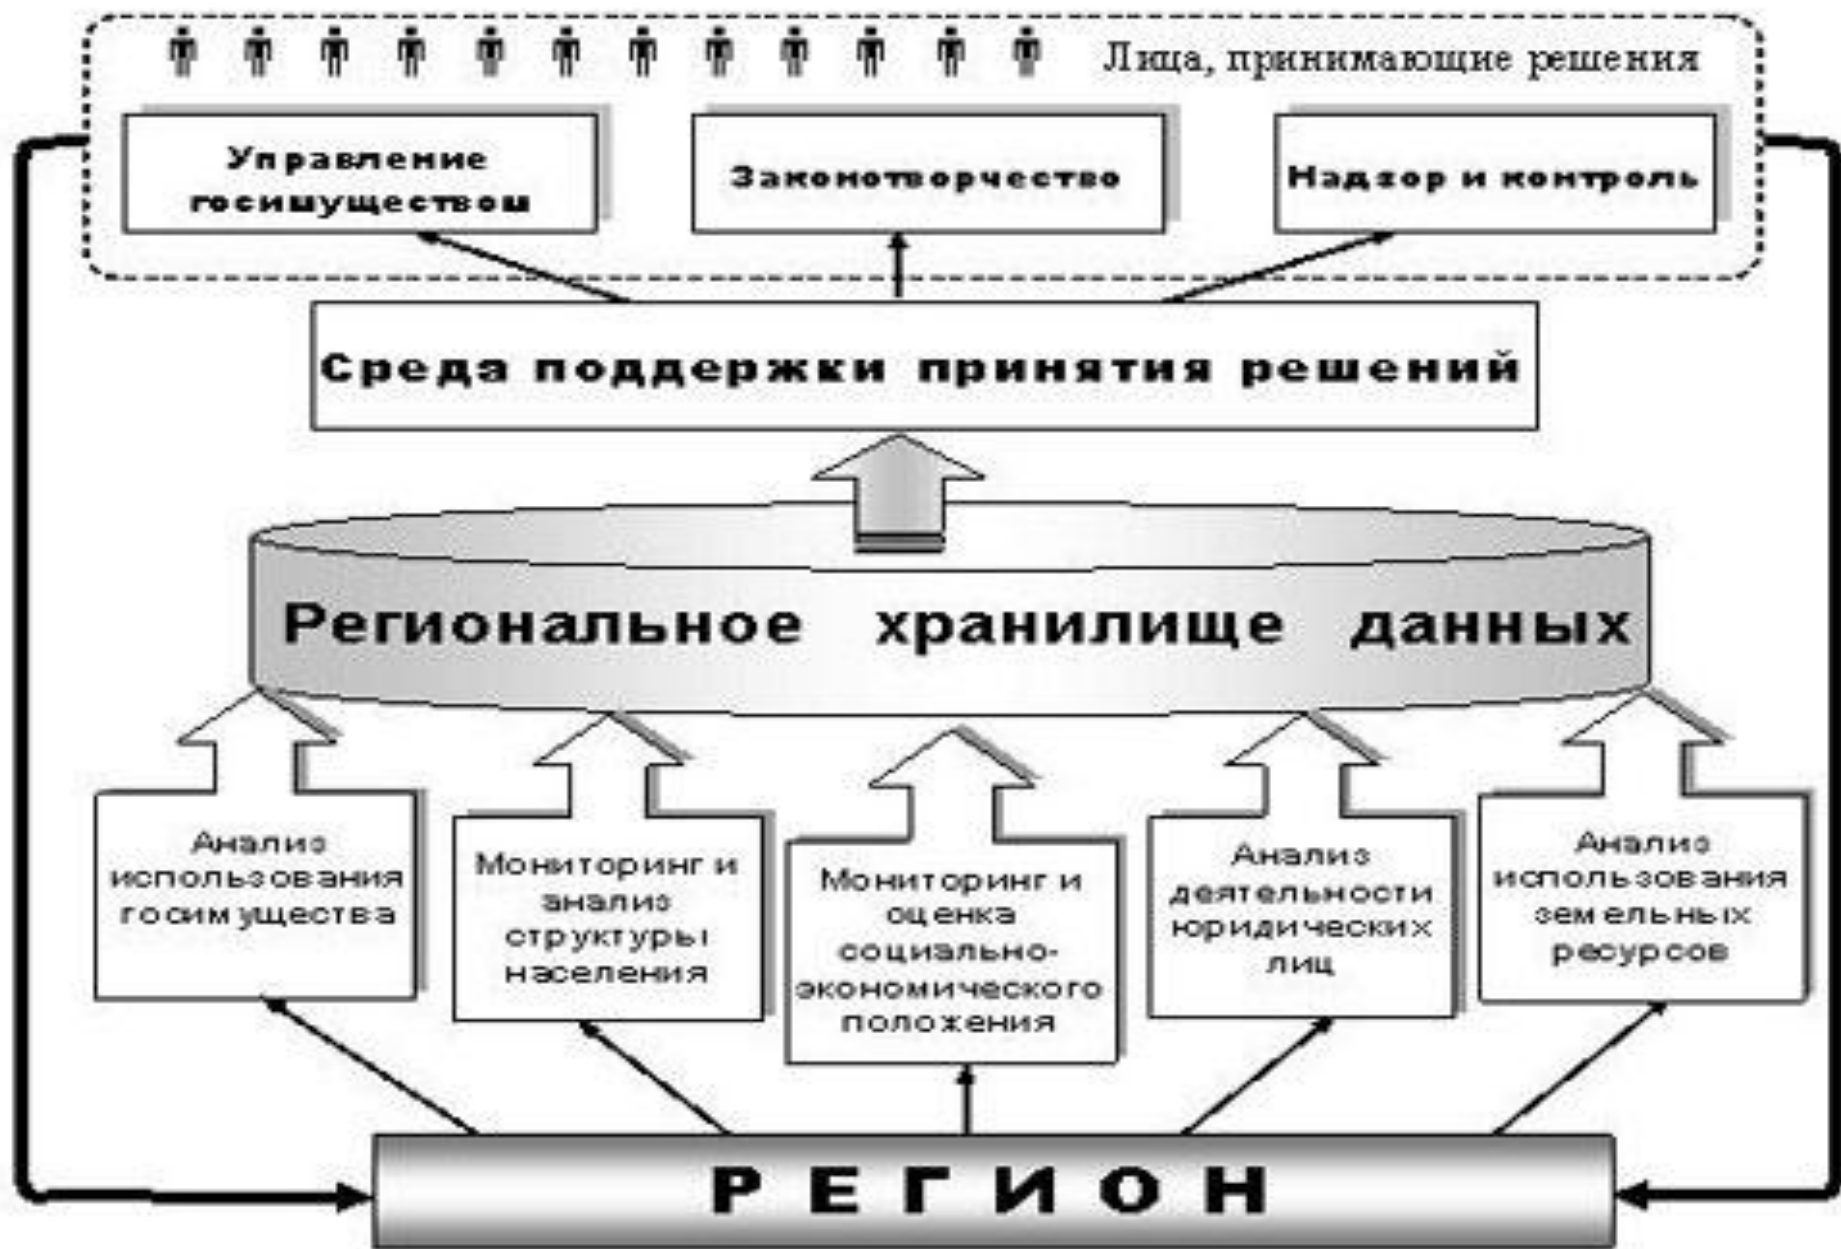 Лица, принимающие решения
Управление
госимуществом
Законотворчество
Надзор и контроль
Среда поддержки принятия решений
Региональное хранилище данных
Анализ
использования
госимущества
Мониторинг и
анализ
структуры
населения
Мониторинг и
оценка
социально-
экономического
положения
Анализ
деятельности
юридических
лиц
Анализ
использования
земельных
ресурсов
РЕГИОН